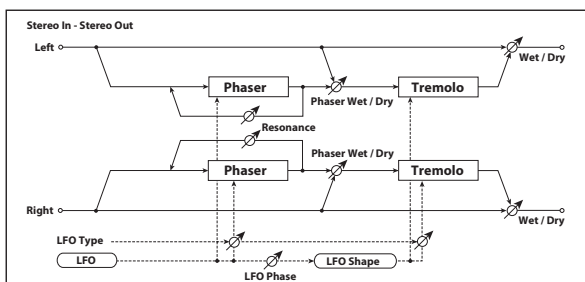 Stereo In - Stereo Out
Left
Wet / Dry
Phaser
Phaser Wet / Dry
Tremolo
Resonance
Phaser Wet / Dry
Phaser
Tremolo
Right
Wet / Dry
LFO Type
LFO
LFO Phase
LFO Shape